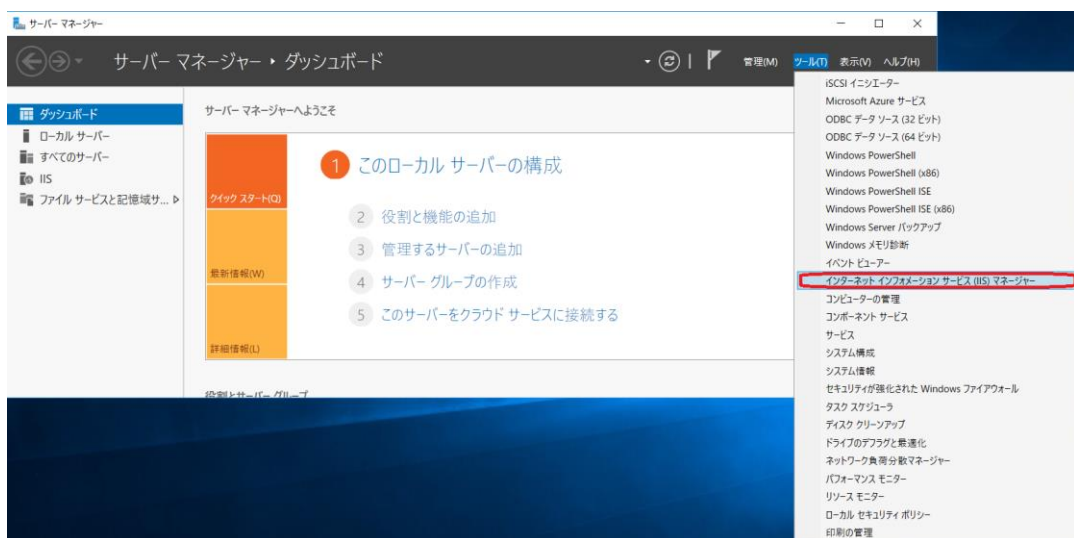 サーバー マネージャー
サーバー マネージャー ・ ダッシュボード
管理(M) ツール(T) 表示(V) ヘルプ(H)
ダッシュボード
ローカル サーバー
すべてのサーバー
IIS
ファイル サービスと記憶域サ...
サーバー マネージャーへようこそ
クイック スタート(Q)
最新情報(W)
詳細情報(L)
1 このローカル サーバーの構成
2 役割と機能の追加
3 管理するサーバーの追加
4 サーバー グループの作成
5 このサーバーをクラウド サービスに接続する
役割とサーバー グループ
iSCSI イニシエーター
Microsoft Azure サービス
ODBC データ ソース (32 ビット)
ODBC データ ソース (64 ビット)
Windows PowerShell
Windows PowerShell (x86)
Windows PowerShell ISE
Windows PowerShell ISE (x86)
Windows Server バックアップ
Windows メモリ診断
イベント ビューアー
インターネット インフォメーション サービス (IIS) マネージャー
コンピューターの管理
コンポーネント サービス
サービス
システム構成
システム情報
セキュリティが強化された Windows ファイアウォール
タスク スケジューラ
ディスク クリーンアップ
ドライブのデフラグと最適化
ネットワーク負荷分散マネージャー
パフォーマンス モニター
リソース モニター
ローカル セキュリティ ポリシー
印刷の管理